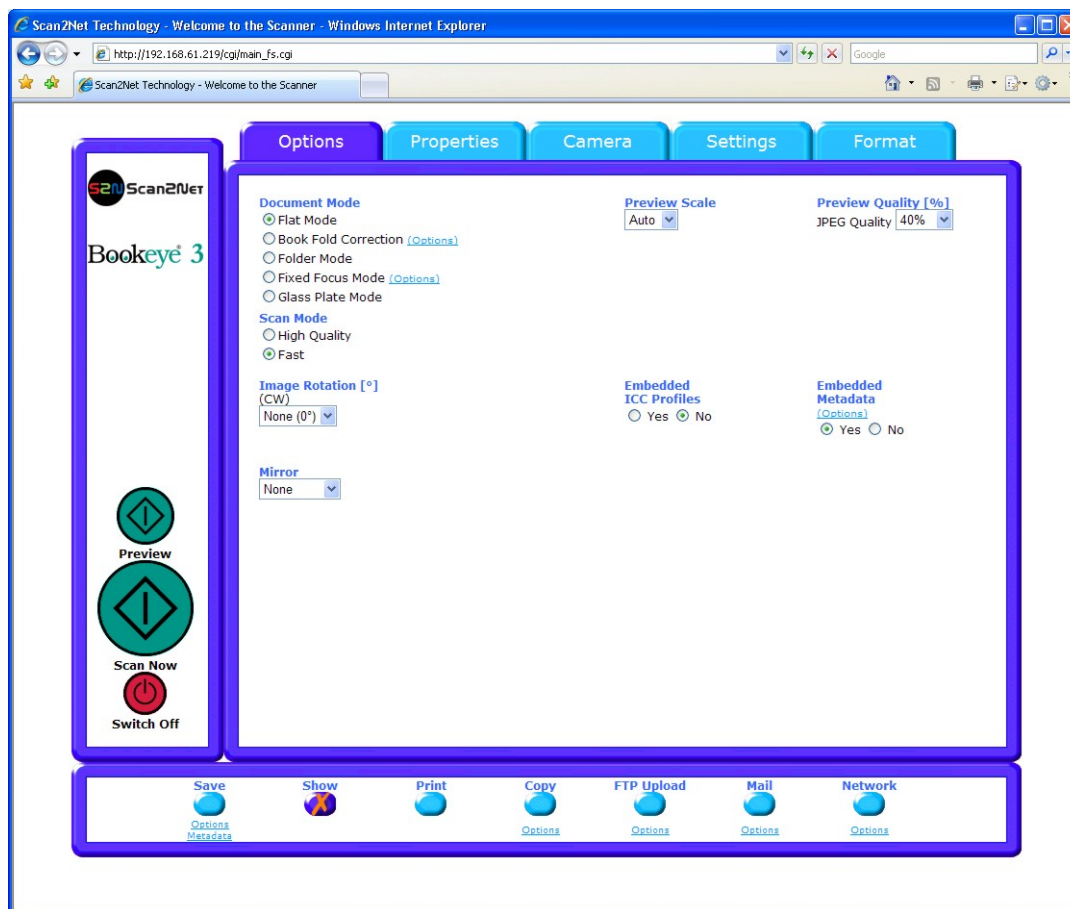 Scan2Net Technology - Welcome to the Scanner - Windows Internet Explorer
http://192.168.61.219/cgi/main_fs.cgi
Google
Scan2Net Technology - Welcome to the Scanner
Options
Properties
Camera
Settings
Format
S2N Scan2Net
Bookeye® 3
Document Mode
Flat Mode
Book Fold Correction (Options)
Folder Mode
Fixed Focus Mode (Options)
Glass Plate Mode
Scan Mode
High Quality
Fast
Preview Scale
Auto
Preview Quality [%]
JPEG Quality 40%
Image Rotation [°]
(CW)
None (0°)
Embedded
ICC Profiles
Yes No
Embedded
Metadata
(Options)
Yes No
Mirror
None
Preview
Scan Now
Switch Off
Save
Options
Metadata
Show
Print
Copy
Options
FTP Upload
Options
Mail
Options
Network
Options